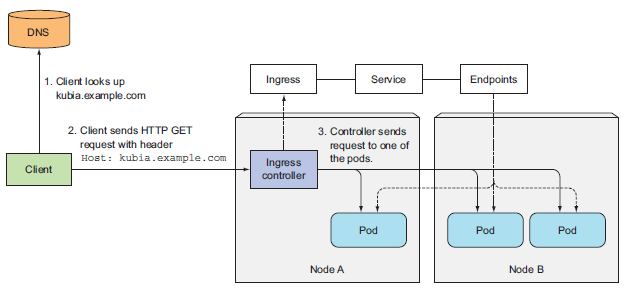 DNS
1. Client looks up
kubia.example.com
Ingress
Service
Endpoints
2. Client sends HTTP GET
request with header
Host: kubia.example.com
3. Controller sends
request to one of
the pods.
Client
Ingress
controller
Pod
Pod
Pod
Node A
Node B